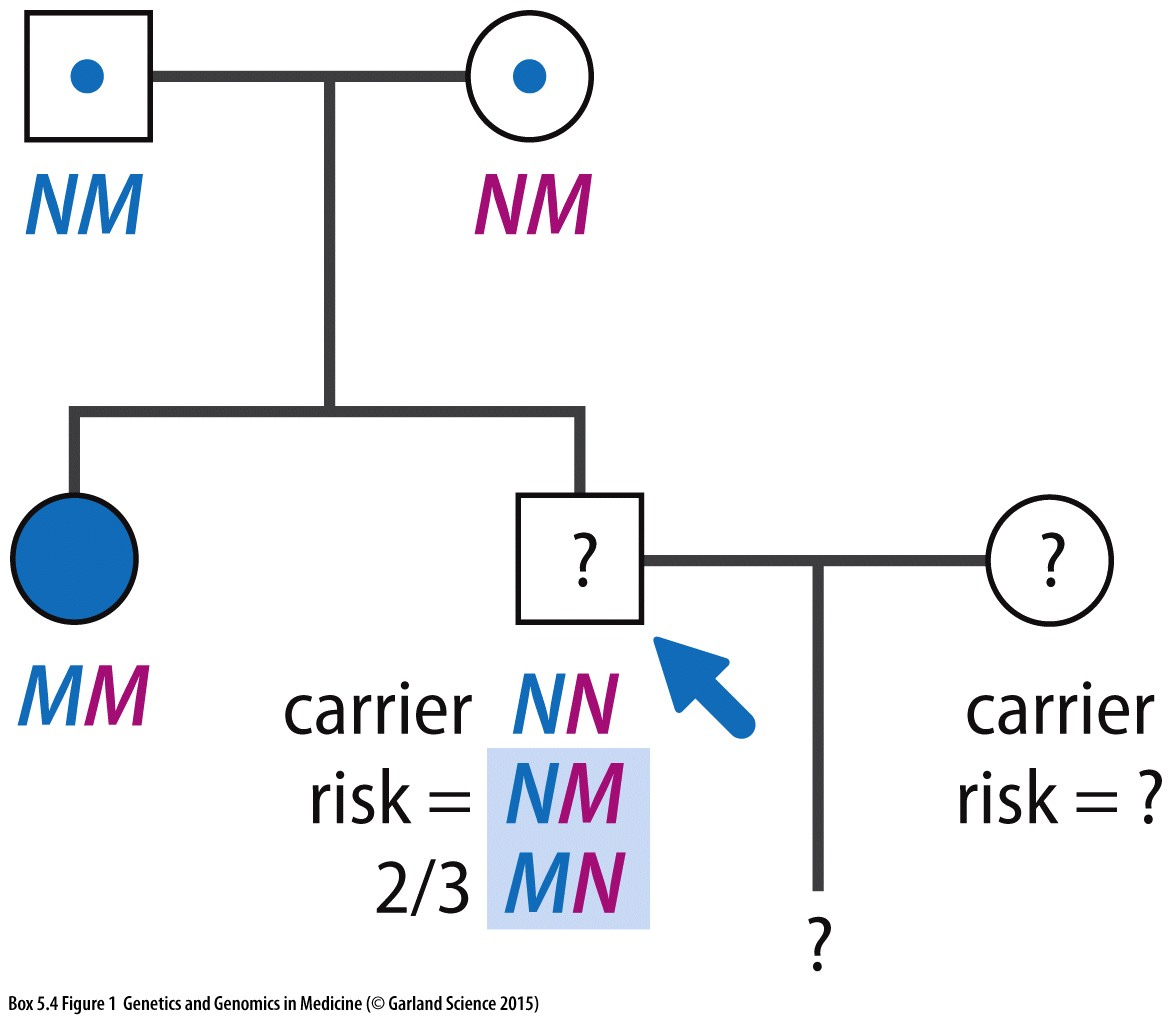 NM
NM
?
?
MM
carrier NN
risk = NM
2/3 MN
carrier
risk = ?
?
Box 5.4 Figure 1 Genetics and Genomics in Medicine (© Garland Science 2015)